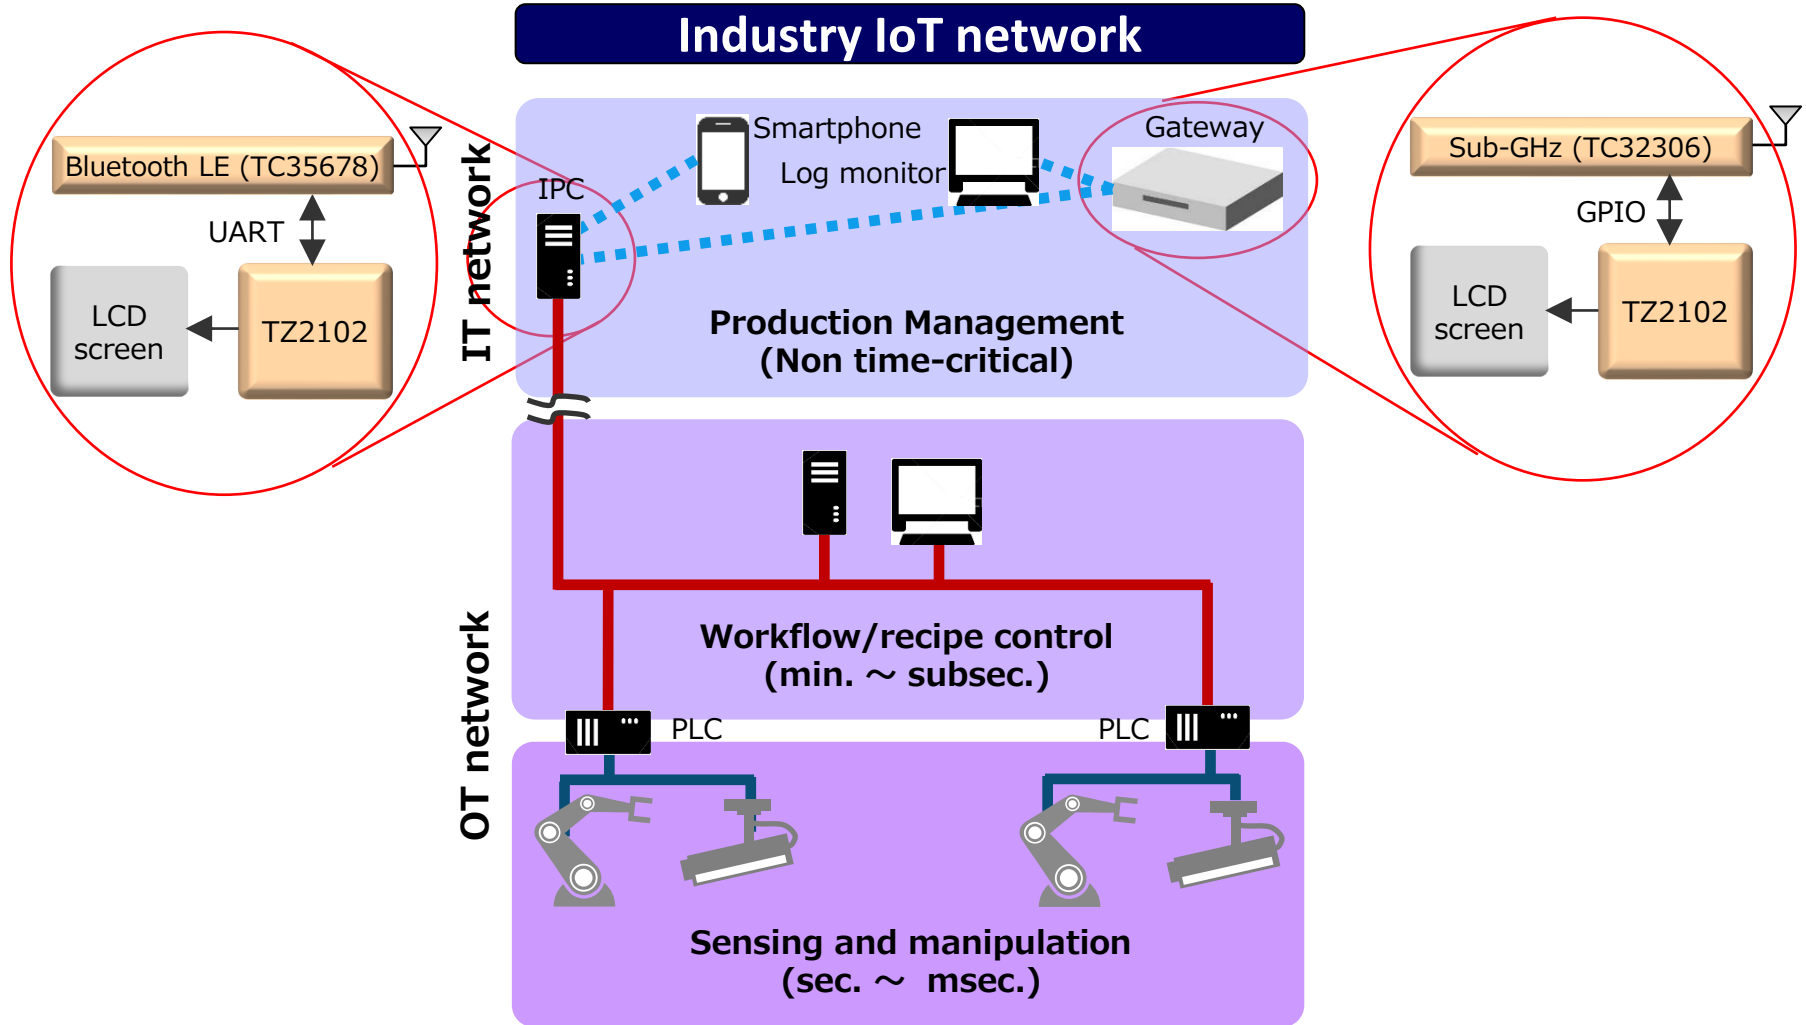 Industry IoT network
Bluetooth LE (TC35678)
UART
LCD
screen
TZ2102
IT network
IPC
Smartphone
Log monitor
Gateway
Production Management
(Non time-critical)
Sub-GHz (TC32306)
GPIO
LCD
screen
TZ2102
OT network
Workflow/recipe control
(min. ～ subsec.)
PLC
PLC
Sensing and manipulation
(sec. ～ msec.)